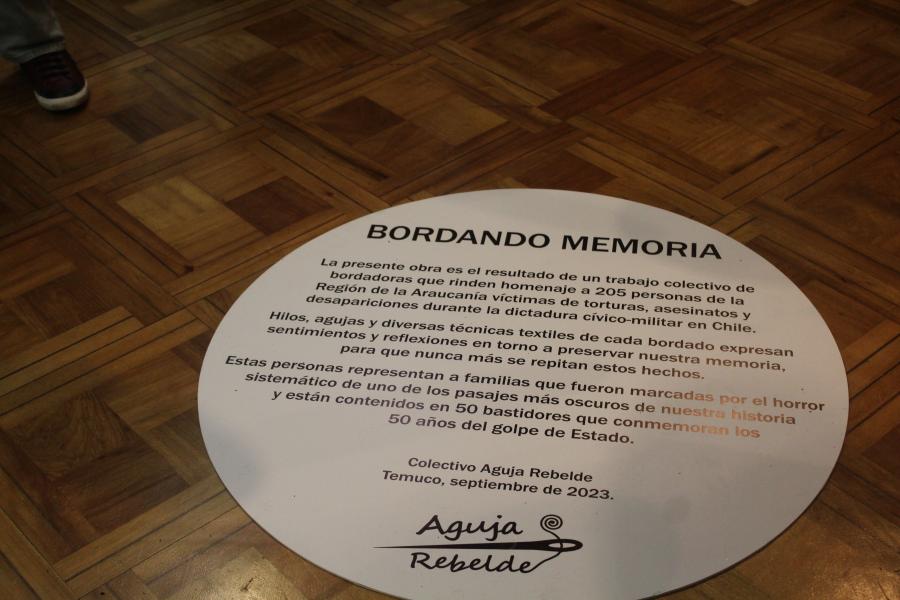 BORDANDO MEMORIA
La presente obra es el resultado de un trabajo colectivo de
bordadoras que rinden homenaje a 205 personas de la
Región de la Araucanía víctimas de torturas, asesinatos y
desapariciones durante la dictadura cívico-militar en Chile.
Hilos, agujas y diversas técnicas textiles de cada bordado expresan
sentimientos y reflexiones en torno a preservar nuestra memoria,
para que nunca más se repitan estos hechos.
Estas personas representan a familias que fueron marcadas por el horror
sistemático de uno de los pasajes más oscuros de nuestra historia
y están contenidos en 50 bastidores que conmemoran los
50 años del golpe de Estado.
Colectivo Aguja Rebelde
Temuco, septiembre de 2023.
Aguja
Rebelde